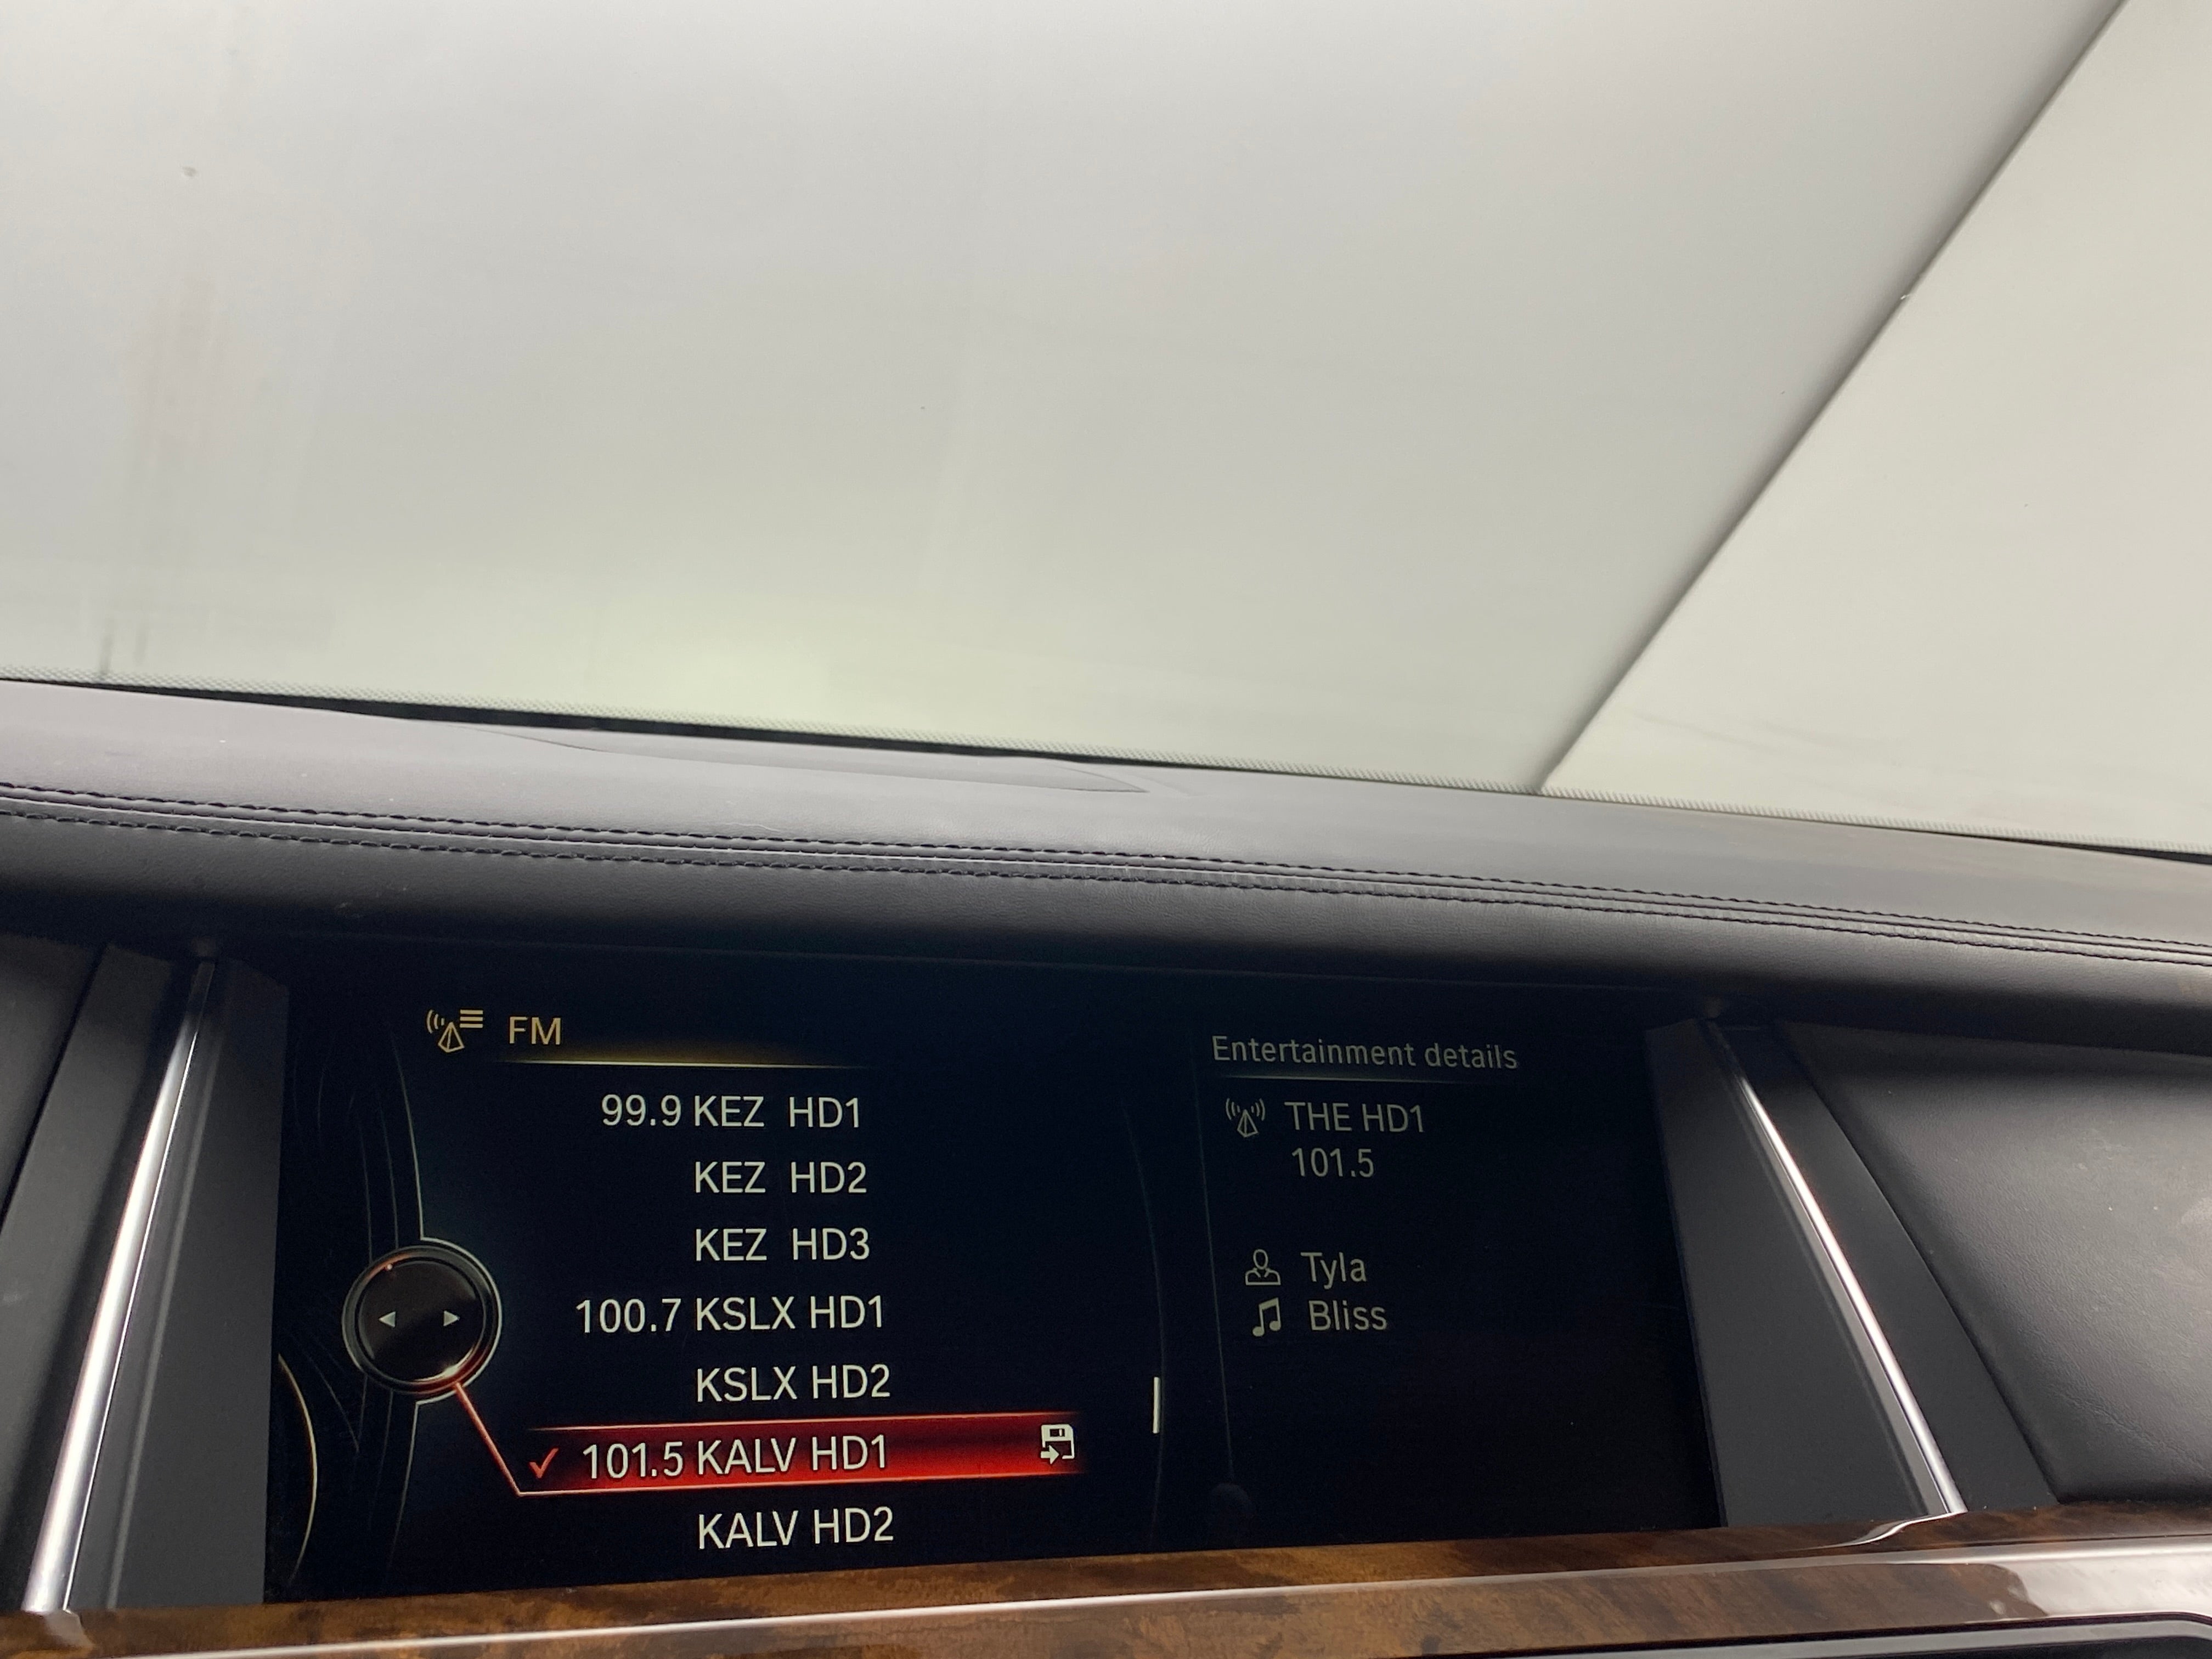 FM
99.9 KEZ HD1
KEZ HD2
KEZ HD3
100.7 KSLX HD1
KSLX HD2
101.5 KALV HD1
KALV HD2
Entertainment details
THE HD1
101.5
Tyla
Bliss